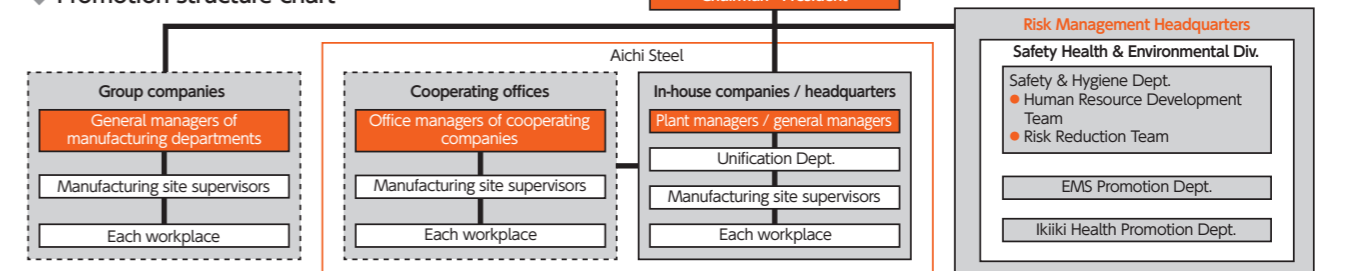 Promotion Structure Chart
Chairman President
Risk Management Headquarters
Aichi Steel
Safety Health & Environmental Div.
Group companies
General managers of
manufacturing departments
Manufacturing site supervisors
Each workplace
Cooperating offices
Office managers of cooperating
companies
Manufacturing site supervisors
Each workplace
In-house companies / headquarters
Plant managers / general managers
Unification Dept.
Manufacturing site supervisors
Each workplace
Safety & Hygiene Dept.
● Human Resource Development
Team
● Risk Reduction Team
EMS Promotion Dept.
Ikiiki Health Promotion Dept.